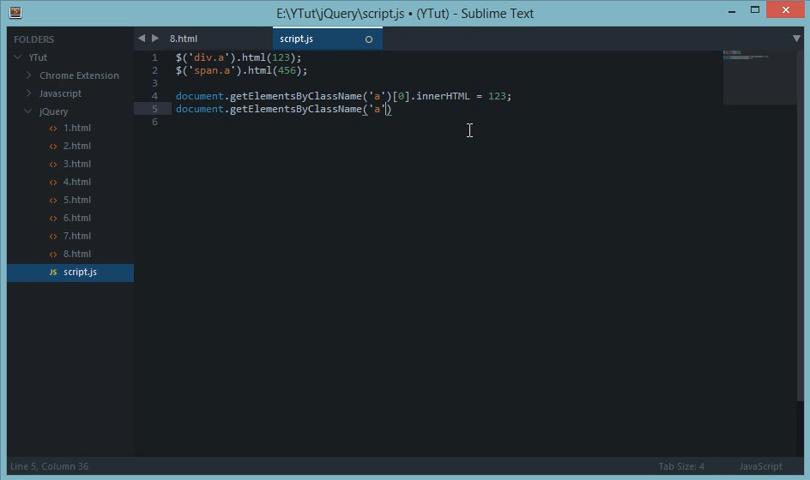 E:\YTut\jQuery\script.js • (YTut) - Sublime Text
FOLDERS
YTut
Chrome Extension
Javascript
jQuery
1.html
2.html
3.html
4.html
5.html
6.html
7.html
8.html
script.js
8.html
script.js
1 $('div.a').html(123);
2 $('span.a').html(456);
3
4 document.getElementsByClassName('a')[0].innerHTML = 123;
5 document.getElementsByClassName('a')
6
Line 5, Column 36
Tab Size: 4
JavaScript